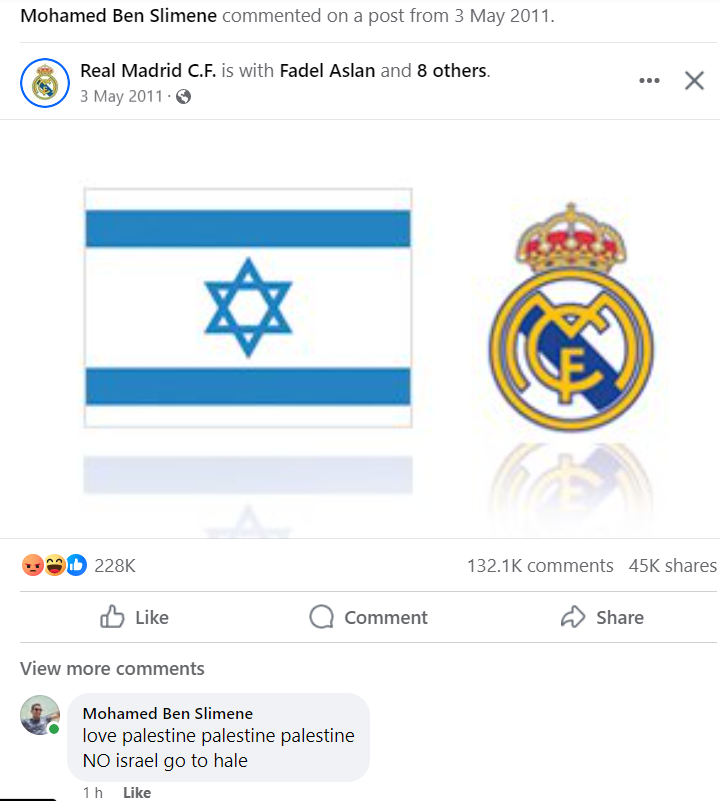 Mohamed Ben Slimene commented on a post from 3 May 2011.
Real Madrid C.F. is with Fadel Aslan and 8 others.
3 May 2011 ·
228K
132.1K comments 45K shares
Like Comment Share
View more comments
Mohamed Ben Slimene
love palestine palestine palestine
NO israel go to hale
1 h Like